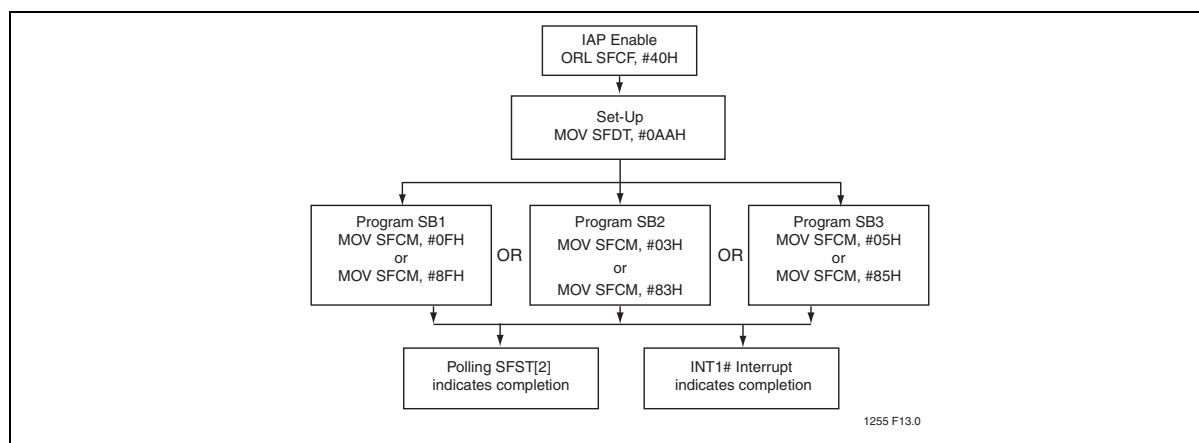 IAP Enable
ORL SFCF, #40H
Set-Up
MOV SFDT, #0AAH
Program SB1
MOV SFCM, #0FH
or
MOV SFCM, #8FH
OR
Program SB2
MOV SFCM, #03H
or
MOV SFCM, #83H
OR
Program SB3
MOV SFCM, #05H
or
MOV SFCM, #85H
Polling SFST[2]
indicates completion
INT1# Interrupt
indicates completion
1255 F13.0